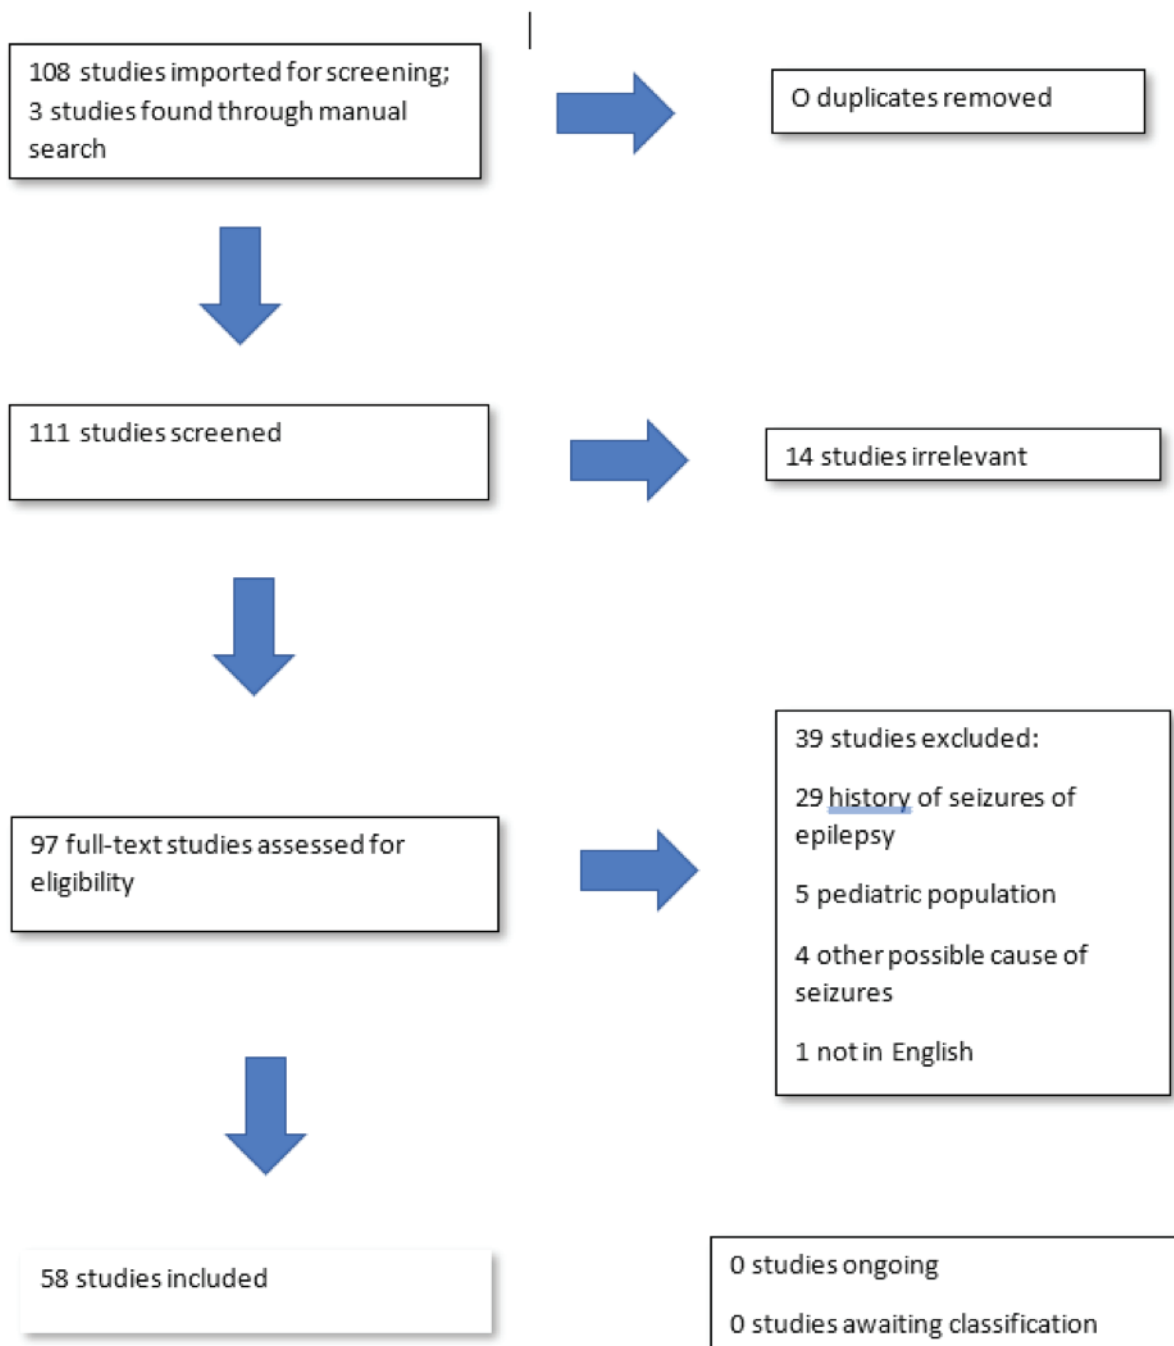 108 studies imported for screening;
3 studies found through manual
search
O duplicates removed
111 studies screened
14 studies irrelevant
97 full-text studies assessed for
eligibility
39 studies excluded:
29 history of seizures of
epilepsy
5 pediatric population
4 other possible cause of
seizures
1 not in English
58 studies included
0 studies ongoing
0 studies awaiting classification